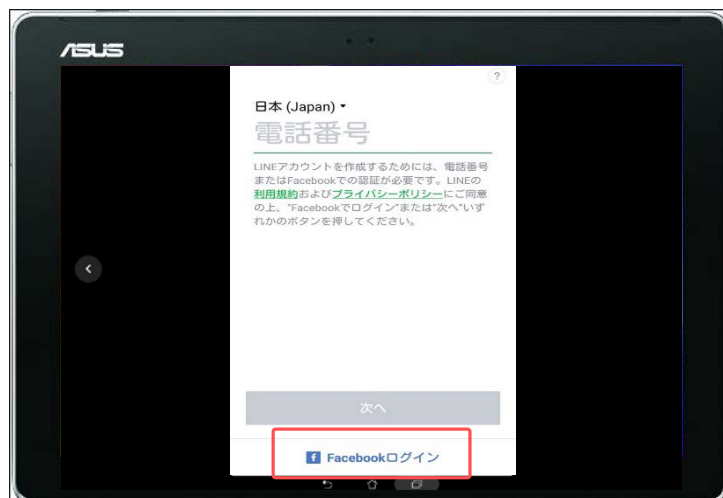 ASUS
?
日本 (Japan)
電話番号
LINEアカウントを作成するためには、電話番号
またはFacebookでの認証が必要です。LINEの
利用規約およびプライバシーポリシーにご同意
の上、"Facebookでログイン"または"次へ"いず
れかのボタンを押してください。
次へ
f Facebookログイン